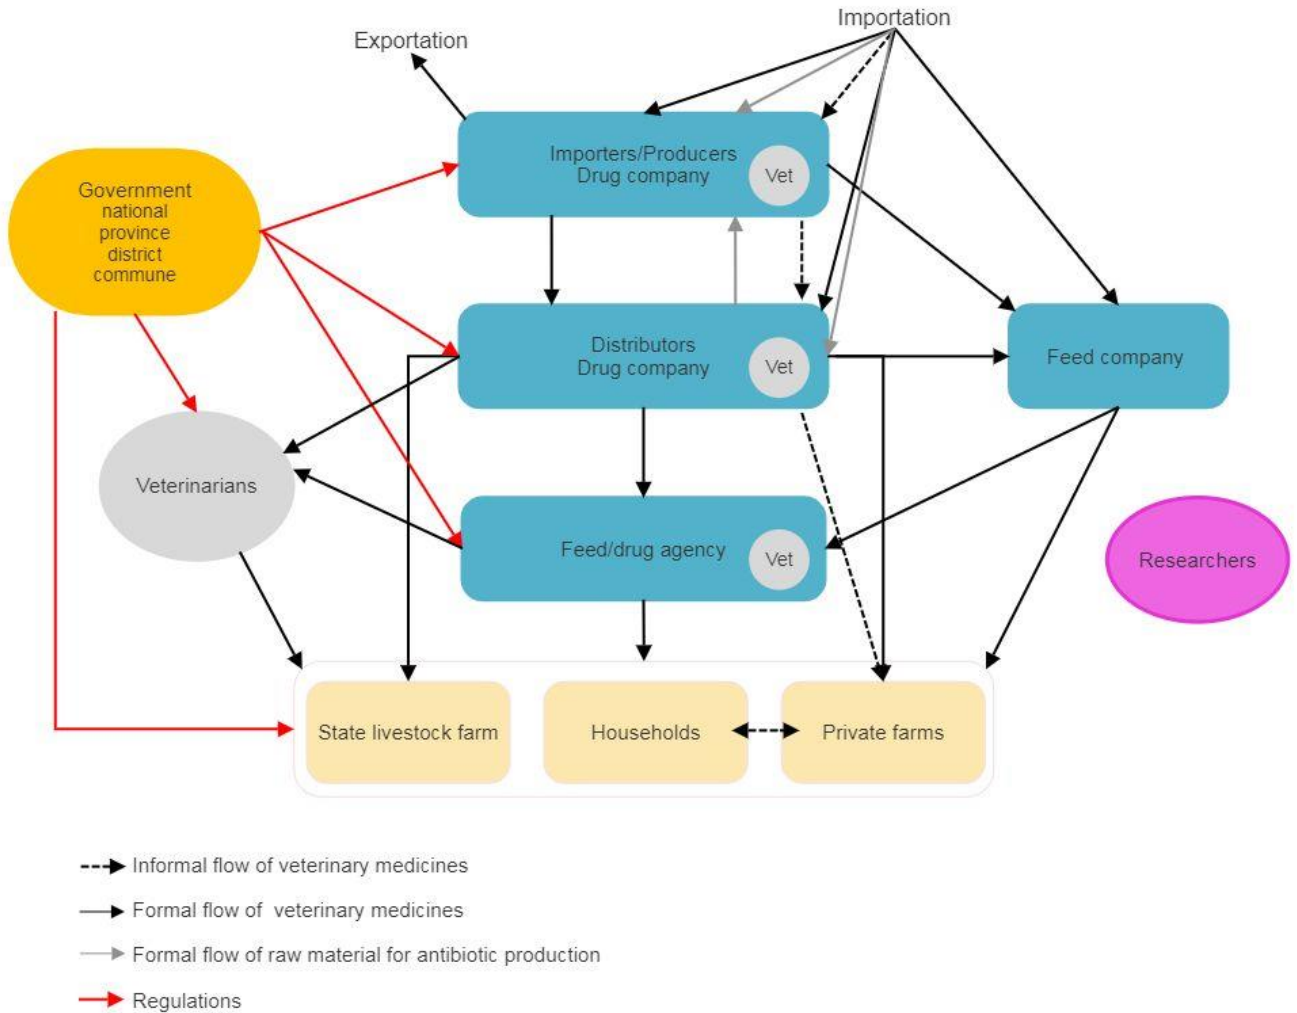 Importation
Exportation
Importers/Producers
Drug company
Vet
Government
national
province
district
commune
Distributors
Drug company
Vet
Feed company
Veterinarians
Feed/drug agency
Vet
Researchers
State livestock farm
Households
Private farms
Informal flow of veterinary medicines
Formal flow of veterinary medicines
Formal flow of raw material for antibiotic production
Regulations